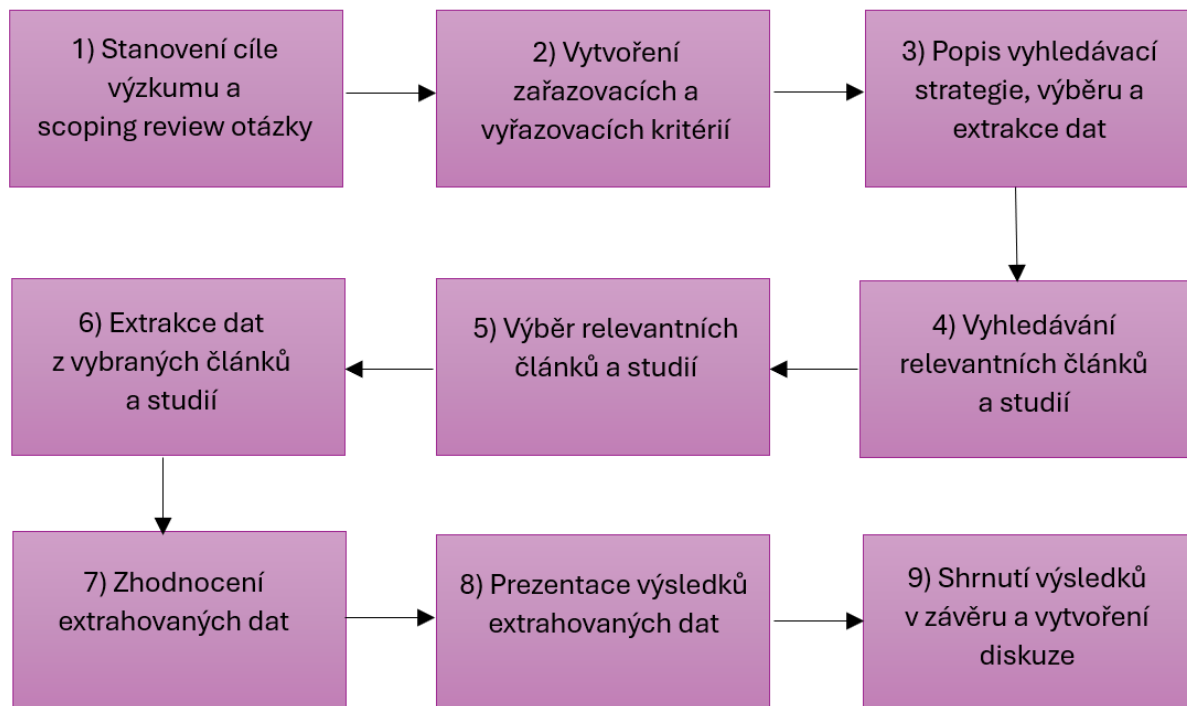 1) Stanovení cíle
výzkumu a
scoping review otázky
2) Vytvoření
zařazovacích a
vyřazovacích kritérií
3) Popis vyhledávací
strategie, výběru a
extrakce dat
4) Vyhledávání
relevantních článků
a studií
5) Výběr relevantních
článků a studií
6) Extrakce dat
z vybraných článků
a studií
7) Zhodnocení
extrahovaných dat
8) Prezentace výsledků
extrahovaných dat
9) Shrnutí výsledků
v závěru a vytvoření
diskuze